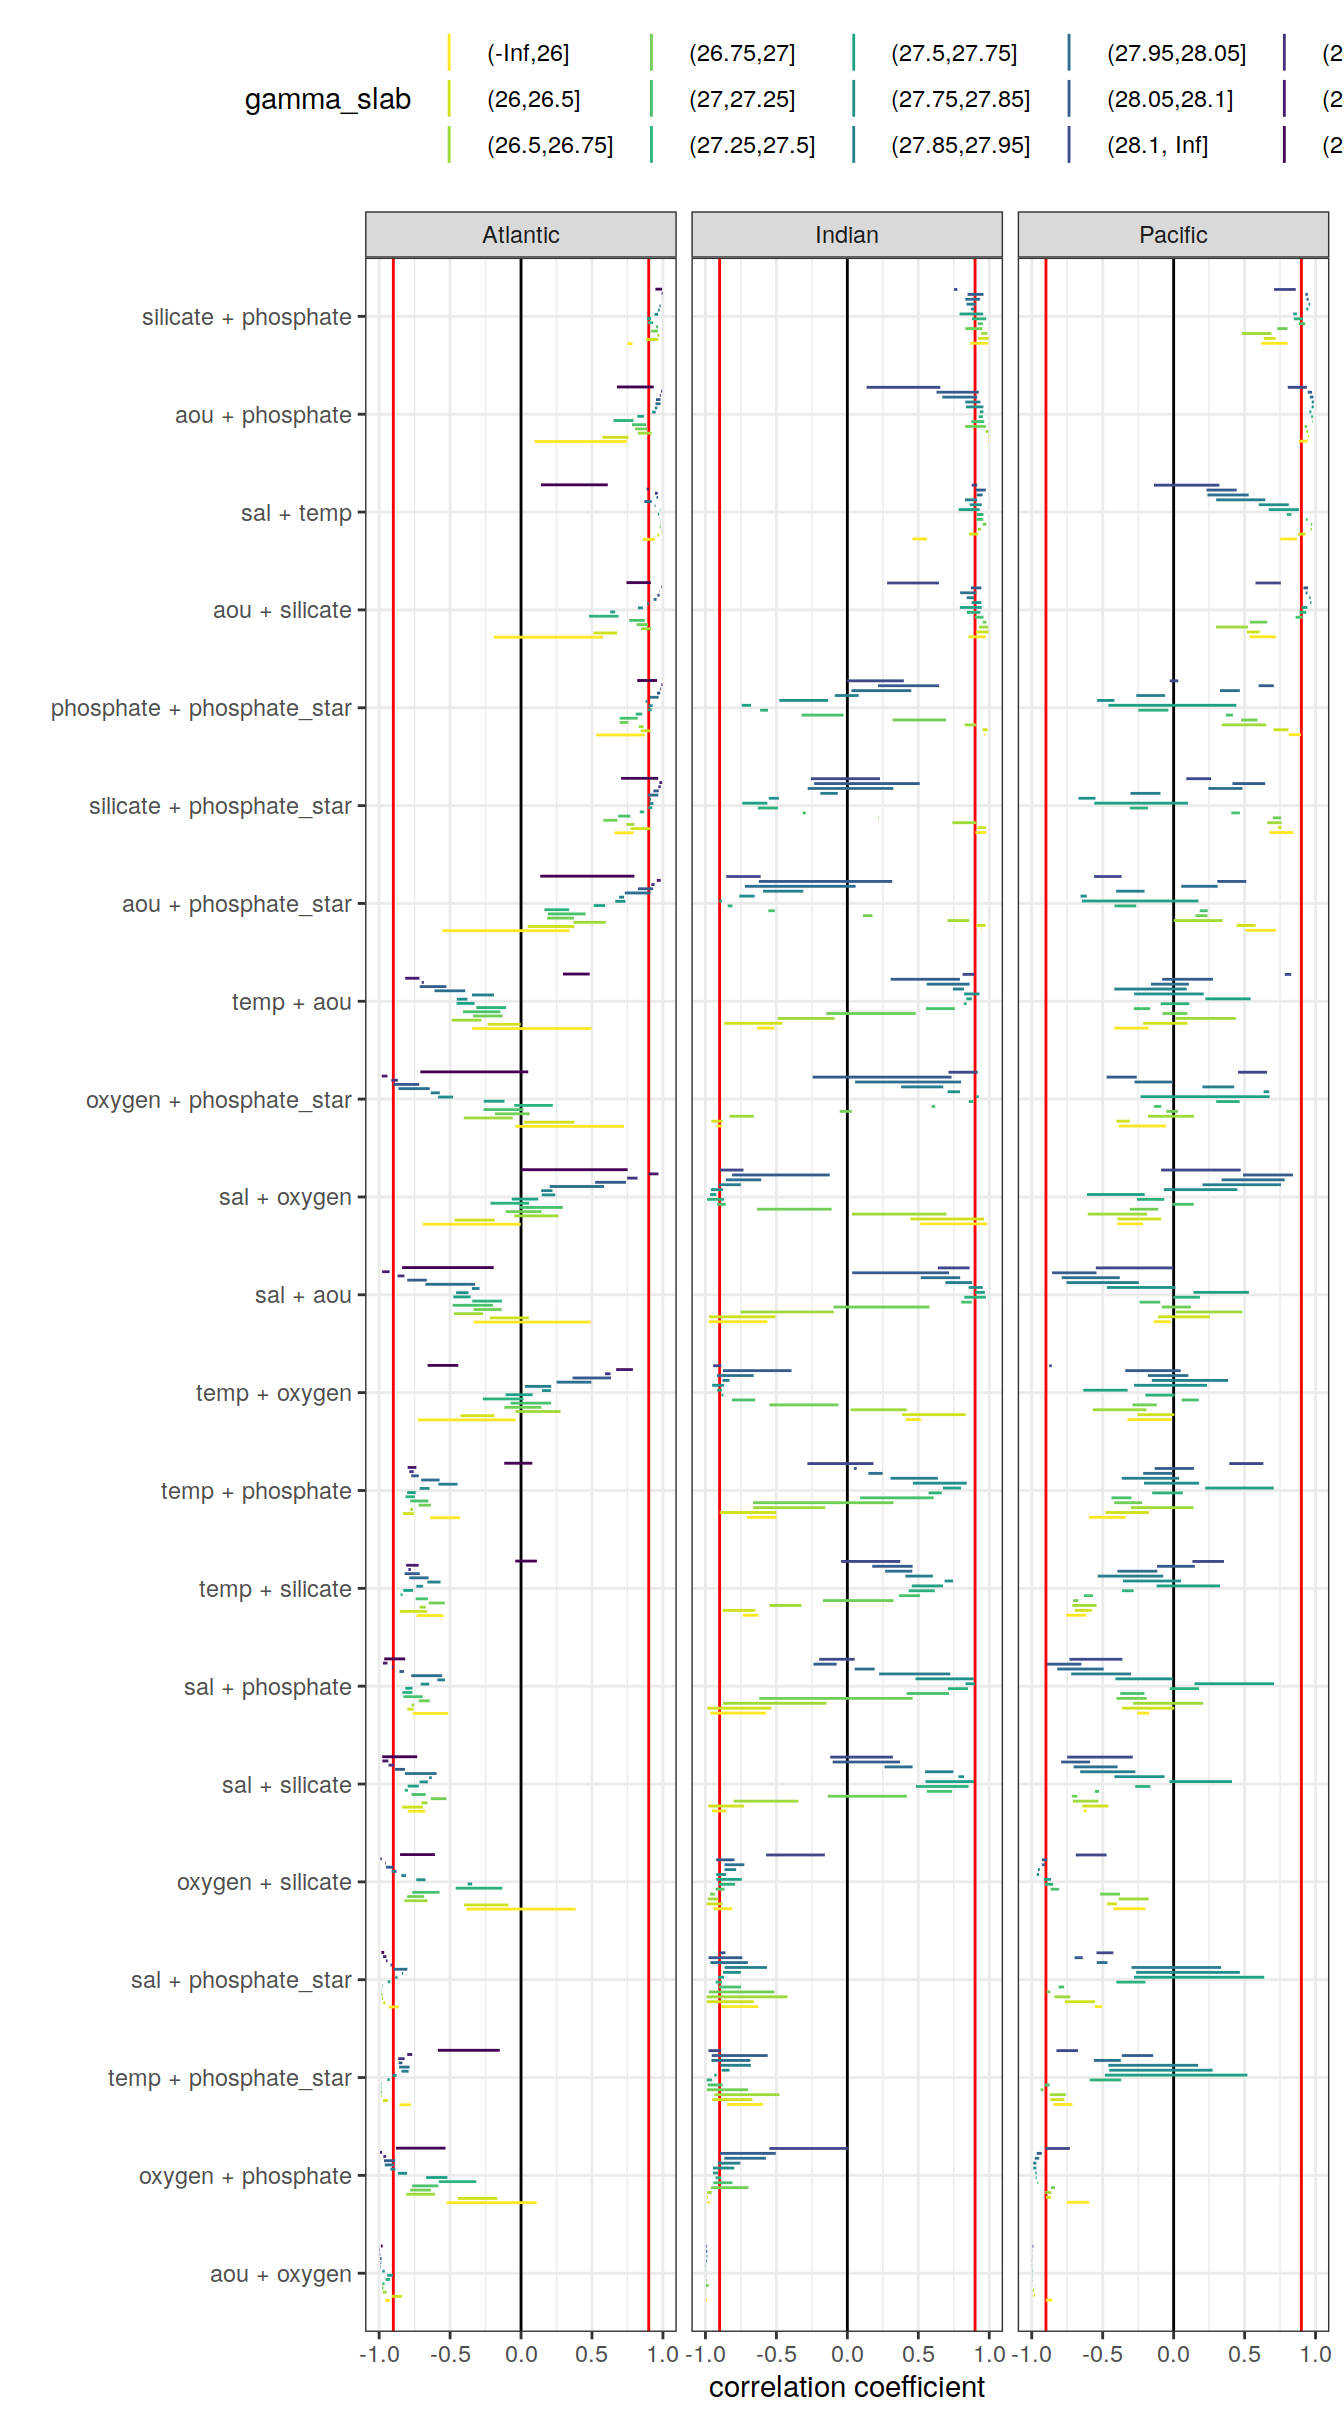 (-Inf,26] (26.75,27] (27.5,27.75] (27.95,28.05] (2
gamma_slab (26,26.5] (27,27.25] (27.75,27.85] (28.05,28.1] (2
(26.5,26.75] (27.25,27.5] (27.85,27.95] (28.1, Inf] (2
Atlantic Indian Pacific
silicate + phosphate
aou + phosphate
sal + temp
aou + silicate
phosphate + phosphate_star
silicate + phosphate_star
aou + phosphate_star
temp + aou
oxygen + phosphate_star
sal + oxygen
sal + aou
temp + oxygen
temp + phosphate
temp + silicate
sal + phosphate
sal + silicate
oxygen + silicate
sal + phosphate_star
temp + phosphate_star
oxygen + phosphate
aou + oxygen
-1.0 -0.5 0.0 0.5 1.0 -1.0 -0.5 0.0 0.5 1.0 -1.0 -0.5 0.0 0.5 1.0
correlation coefficient